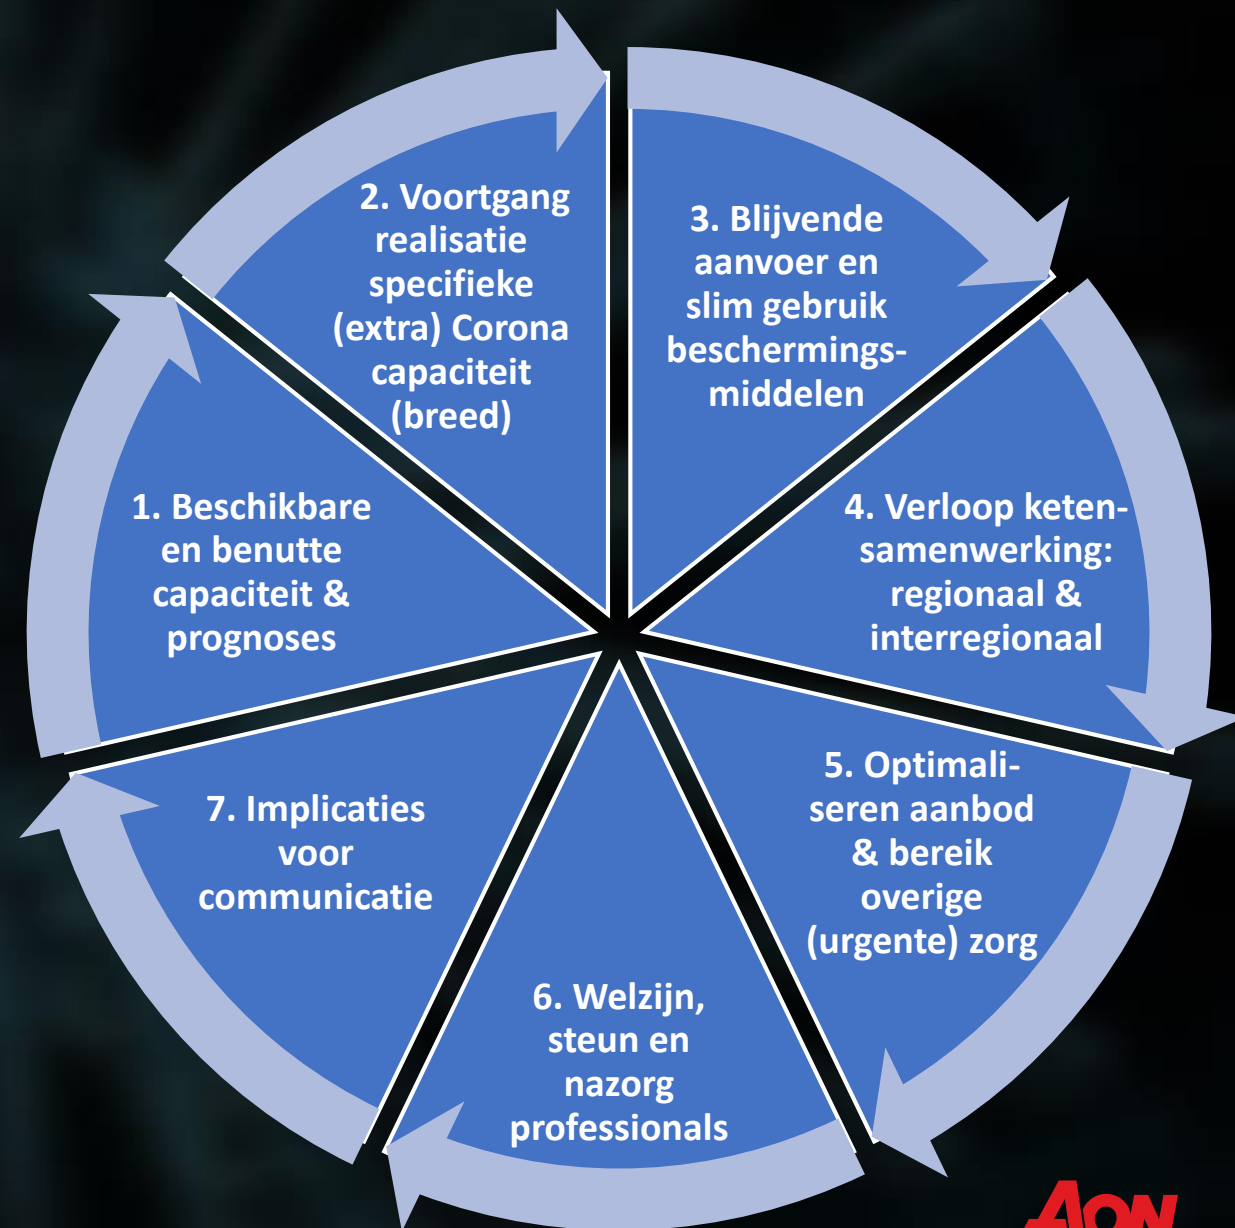 1. Beschikbare
en benutte
capaciteit &
prognoses
2. Voortgang
realisatie
specifieke
(extra) Corona
capaciteit
(breed)
3. Blijvende
aanvoer en
slim gebruik
beschermings-
middelen
4. Verloop keten-
samenwerking:
regionaal &
interregionaal
5. Optimali-
seren aanbod
& bereik
overige
(urgente) zorg
6. Welzijn,
steun en
nazorg
professionals
7. Implicaties
voor
communicatie
AON